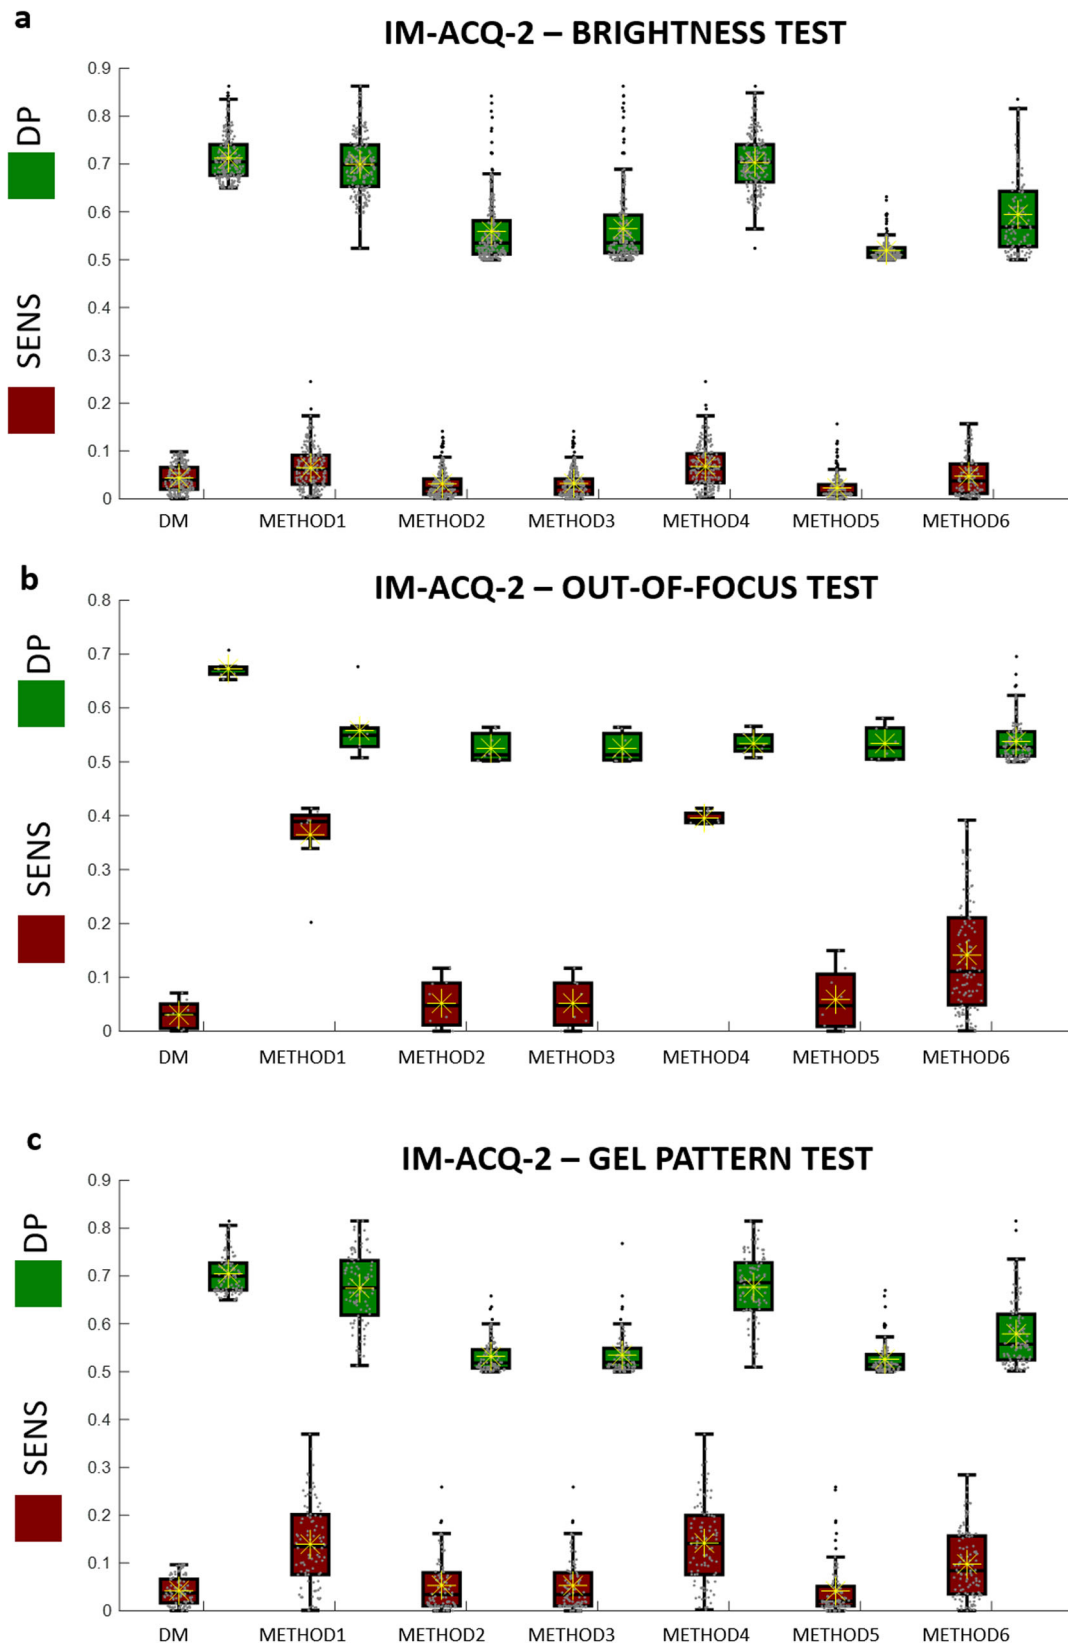 a
IM-ACQ-2 – BRIGHTNESS TEST
DP
SENS
0.9
0.8
0.7
0.6
0.5
0.4
0.3
0.2
0.1
0
DM METHOD1 METHOD2 METHOD3 METHOD4 METHOD5 METHOD6
b
IM-ACQ-2 – OUT-OF-FOCUS TEST
DP
SENS
0.8
0.7
0.6
0.5
0.4
0.3
0.2
0.1
0
DM METHOD1 METHOD2 METHOD3 METHOD4 METHOD5 METHOD6
c
IM-ACQ-2 – GEL PATTERN TEST
DP
SENS
0.9
0.8
0.7
0.6
0.5
0.4
0.3
0.2
0.1
0
DM METHOD1 METHOD2 METHOD3 METHOD4 METHOD5 METHOD6